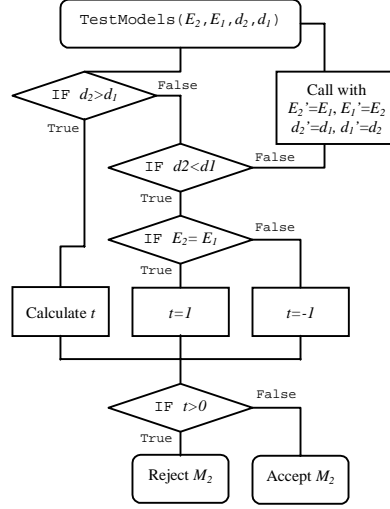 TestModels(E₂,E₁,d₂,d₁)
IF d₂>d₁
False
True
Call with
E₂'=E₁, E₁'=E₂
d₂'=d₁, d₁'=d₂
IF d2<d1
False
True
IF E₂= E₁
False
True
Calculate t
t=1
t=-1
IF t>0
False
True
Reject M₂
Accept M₂